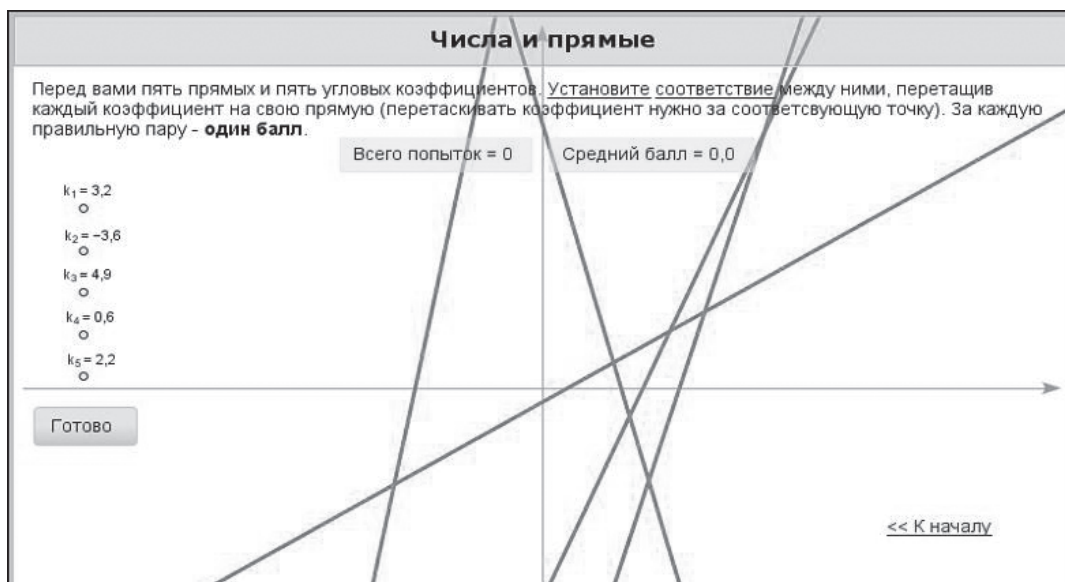 Числа и прямые
Перед вами пять прямых и пять угловых коэффициентов. Установите соответствие между ними, перетащив
каждый коэффициент на свою прямую (перетаскивать коэффициент нужно за соответсвующую точку). За каждую
правильную пару - один балл.
Всего попыток = 0 Средний балл = 0,0
k₁ = 3,2
k₂ = −3,6
k₃ = 4,9
k₄ = 0,6
k₅ = 2,2
Готово
<< К началу